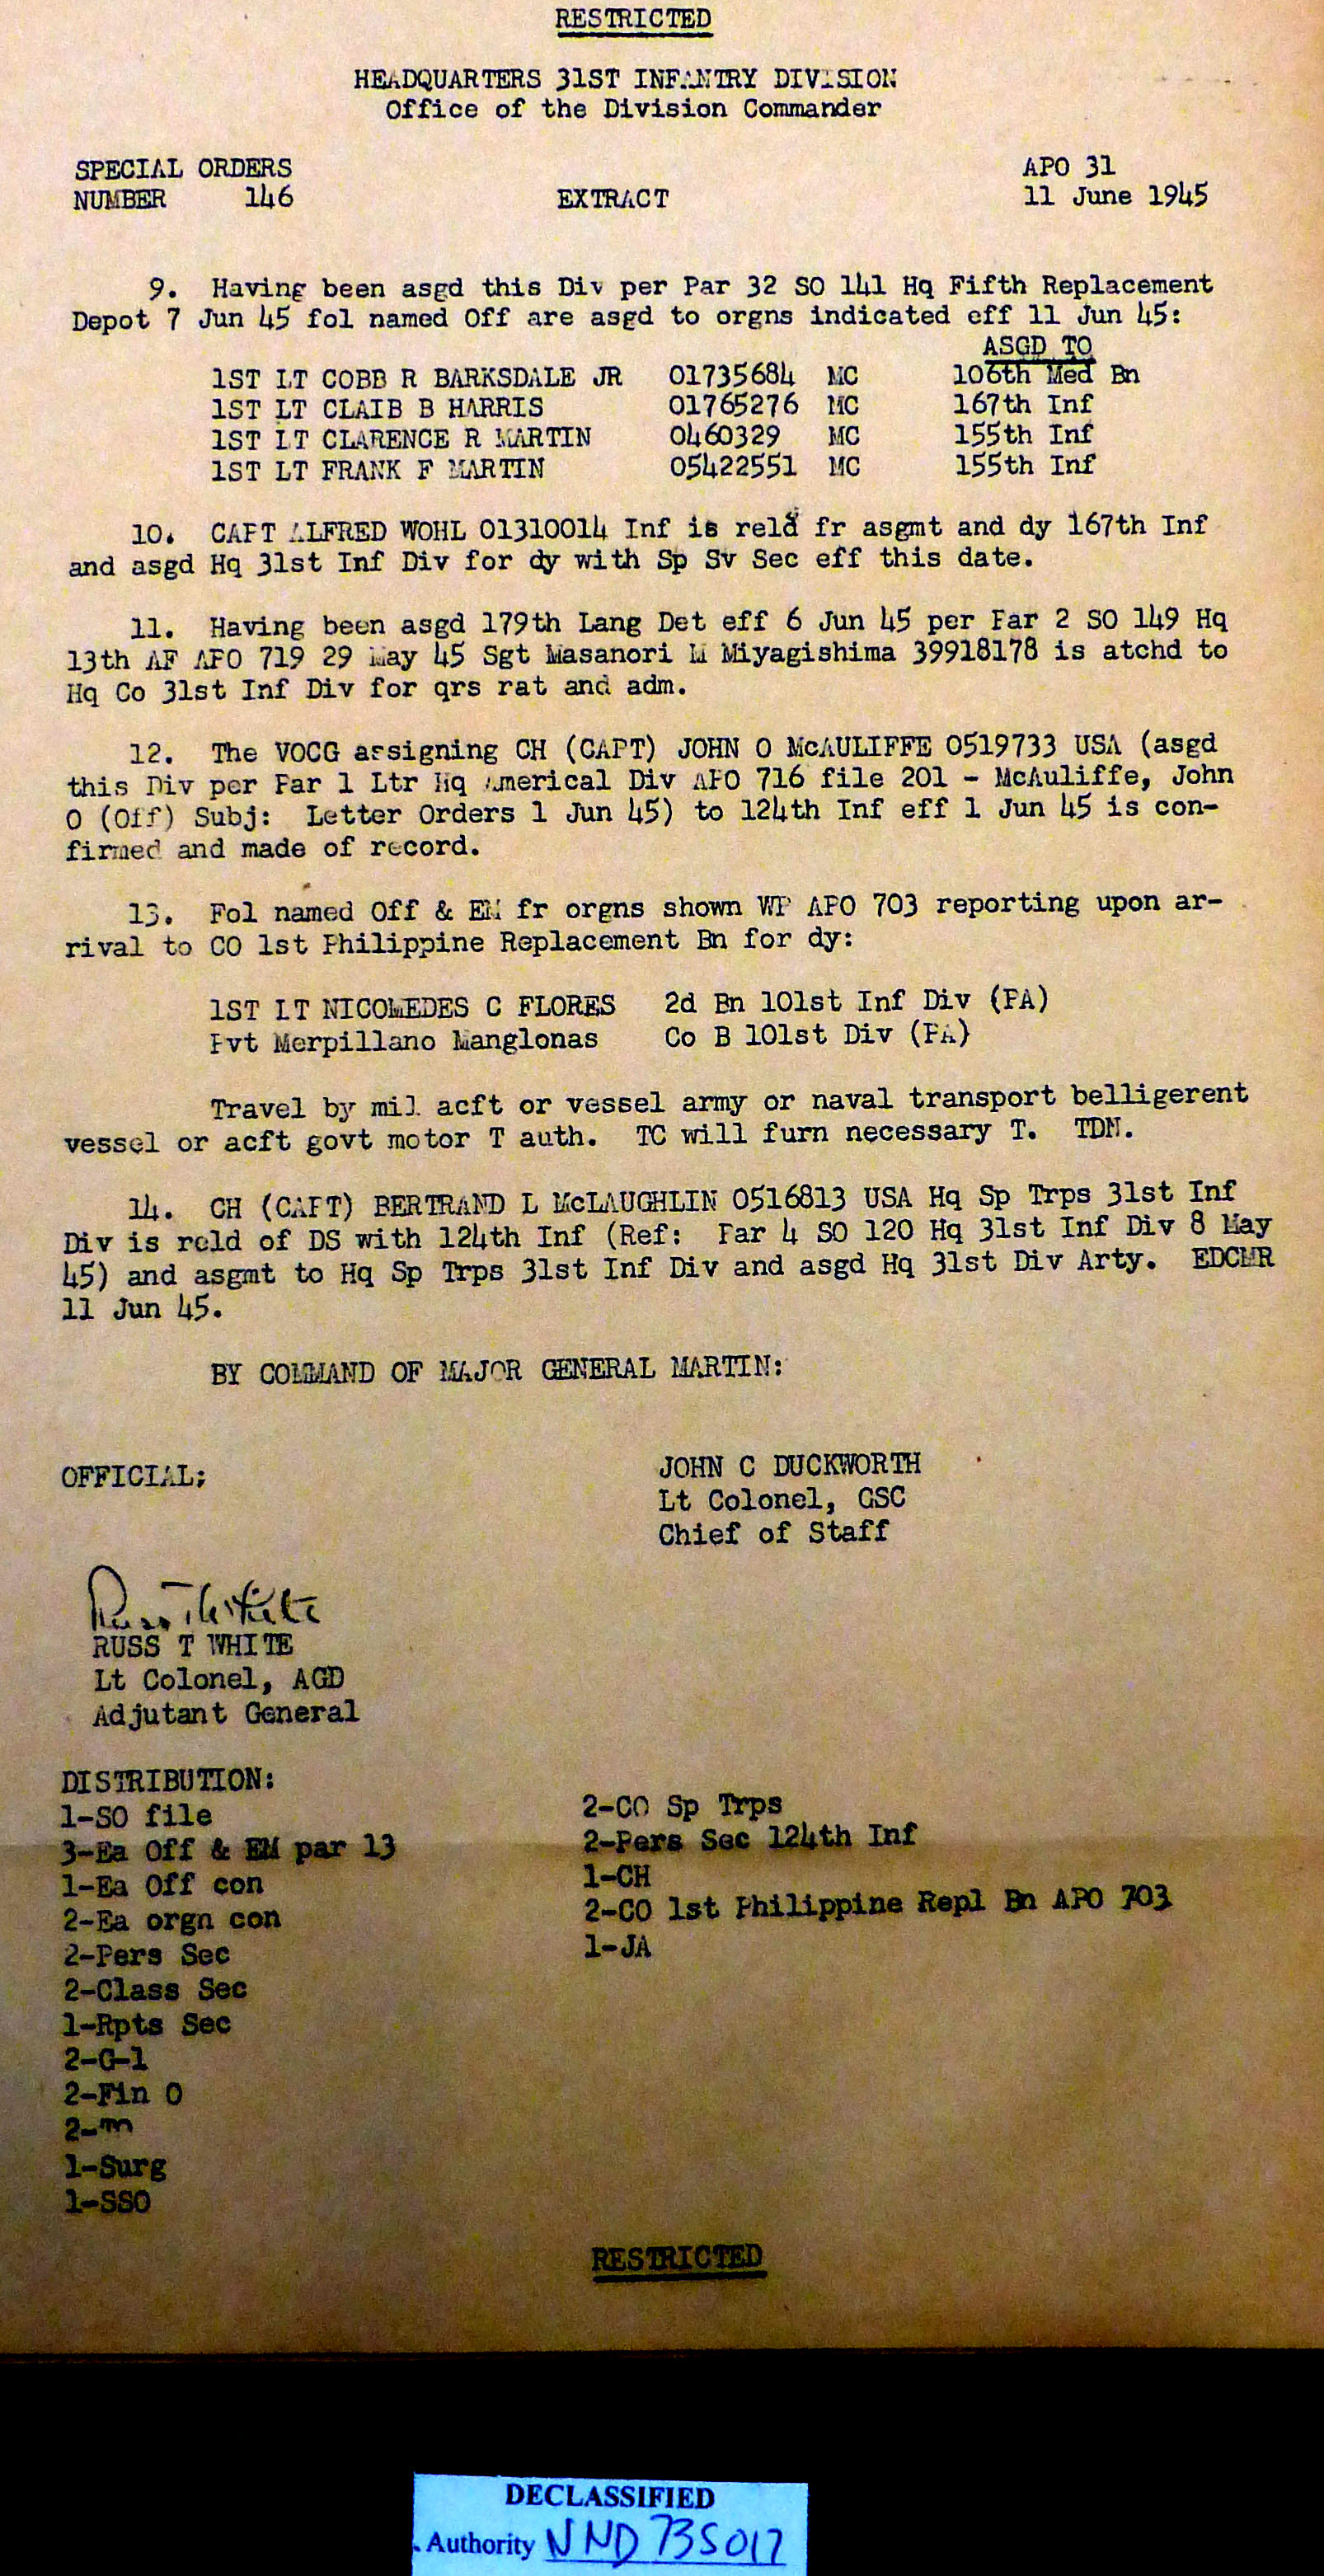 RESTRICTED
HEADQUARTERS 31ST INFANTRY DIVISION
Office of the Division Commander
SPECIAL ORDERS APO 31
NUMBER 146 EXTRACT 11 June 1945
9. Having been asgd this Div per Par 32 SO 141 Hq Fifth Replacement
Depot 7 Jun 45 fol named Off are asgd to orgns indicated eff 11 Jun 45:
ASGD TO
1ST LT COBB R BARKSDALE JR 01735684 MC 106th Med Bn
1ST LT CLAIB B HARRIS 01765276 MC 167th Inf
1ST LT CLARENCE R MARTIN 0460329 MC 155th Inf
1ST LT FRANK F MARTIN 05422551 MC 155th Inf
10. CAPT ALFRED WOHL 01310014 Inf is reld fr asgmt and dy 167th Inf
and asgd Hq 31st Inf Div for dy with Sp Sv Sec eff this date.
11. Having been asgd 179th Lang Det eff 6 Jun 45 per Par 2 SO 149 Hq
13th AF APO 719 29 May 45 Sgt Masanori M Miyagishima 39918178 is atchd to
Hq Co 31st Inf Div for qrs rat and adm.
12. The VOCG assigning CH (CAPT) JOHN O McAULIFFE 0519733 USA (asgd
this Div per Par 1 Ltr Hq Americal Div APO 716 file 201 - McAuliffe, John
O (Off) Subj: Letter Orders 1 Jun 45) to 124th Inf eff 1 Jun 45 is con-
firmed and made of record.
13. Fol named Off & EM fr orgns shown WP APO 703 reporting upon ar-
rival to CO 1st Philippine Replacement Bn for dy:
1ST LT NICOMEDES C FLORES 2d Bn 101st Inf Div (PA)
Pvt Merpillano Manglonas Co B 101st Div (PA)
Travel by mil acft or vessel army or naval transport belligerent
vessel or acft govt motor T auth. TC will furn necessary T. TDN.
14. CH (CAPT) BERTRAND L McLAUGHLIN 0516813 USA Hq Sp Trps 31st Inf
Div is reld of DS with 124th Inf (Ref: Par 4 SO 120 Hq 31st Inf Div 8 May
45) and asgmt to Hq Sp Trps 31st Inf Div and asgd Hq 31st Div Arty. EDCMR
11 Jun 45.
BY COMMAND OF MAJOR GENERAL MARTIN:
OFFICIAL; JOHN C DUCKWORTH
Lt Colonel, GSC
Chief of Staff
Russ T White
RUSS T WHITE
Lt Colonel, AGD
Adjutant General
DISTRIBUTION:
1-SO file
3-Ea Off & EM par 13
1-Ea Off con
2-Ea orgn con
2-Pers Sec
2-Class Sec
1-Rpts Sec
2-G-1
2-Fin O
2-
1-Surg
1-SSO
2-CO Sp Trps
2-Pers Sec 124th Inf
1-CH
2-CO 1st Philippine Repl Bn APO 703
1-JA
RESTRICTED
DECLASSIFIED
Authority NND 735017